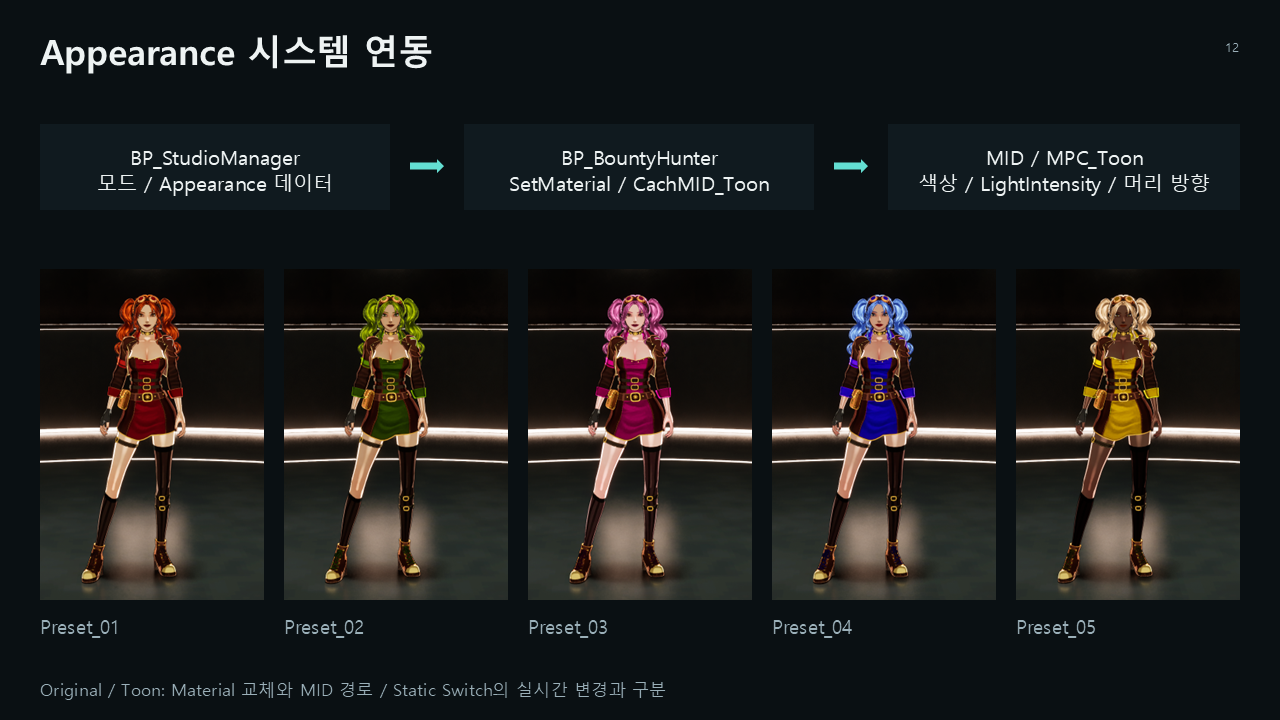 Appearance 시스템 연동
12
BP_StudioManager
모드 / Appearance 데이터
BP_BountyHunter
SetMaterial / CachMID_Toon
MID / MPC_Toon
색상 / LightIntensity / 머리 방향
Preset_01
Preset_02
Preset_03
Preset_04
Preset_05
Original / Toon: Material 교체와 MID 경로 / Static Switch의 실시간 변경과 구분